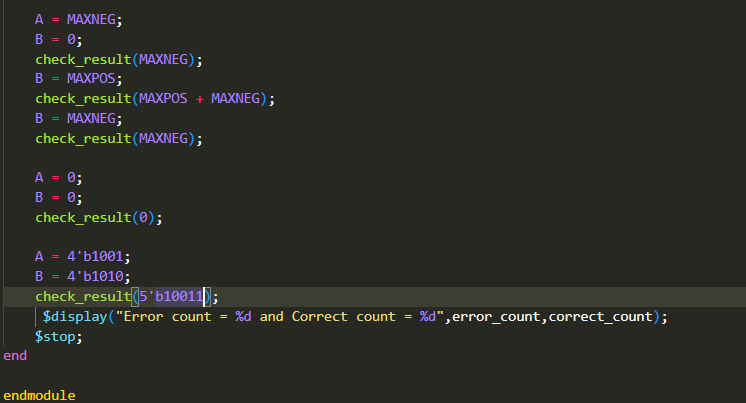 A = MAXNEG;
B = 0;
check_result(MAXNEG);
B = MAXPOS;
check_result(MAXPOS + MAXNEG);
B = MAXNEG;
check_result(MAXNEG);
A = 0;
B = 0;
check_result(0);
A = 4'b1001;
B = 4'b1010;
check_result(5'b10011);
$display("Error count = %d and Correct count = %d",error_count,correct_count);
$stop;
end
endmodule